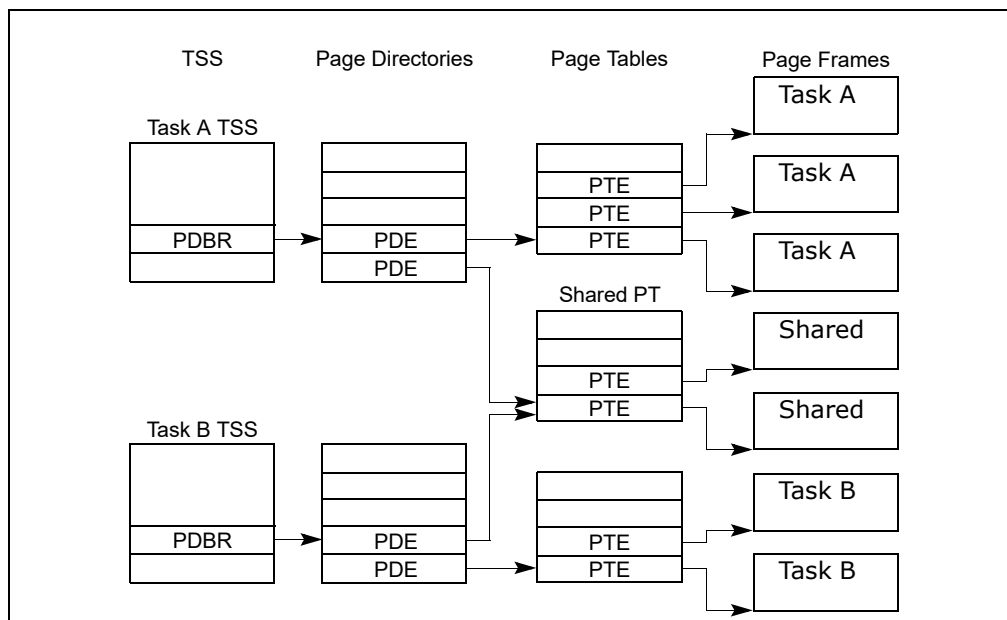 TSS Page Directories Page Tables Page Frames
Task A
Task A TSS
PTE
Task A
PTE
PDBR PDE PTE
Task A
PDE
Shared PT
Shared
PTE
PTE
Shared
Task B TSS
Task B
PDBR PDE PTE
PDE PTE
Task B